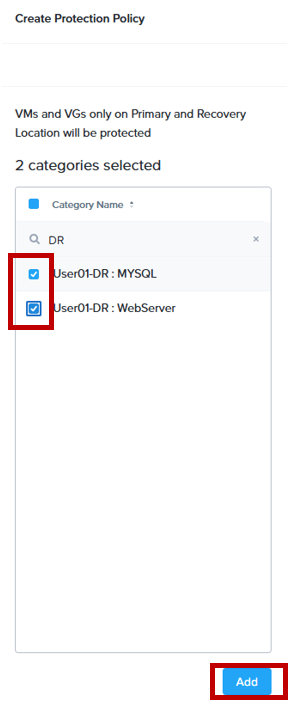 Create Protection Policy
VMs and VGs only on Primary and Recovery
Location will be protected
2 categories selected
Category Name
DR
User01-DR : MYSQL
User01-DR : WebServer
Add